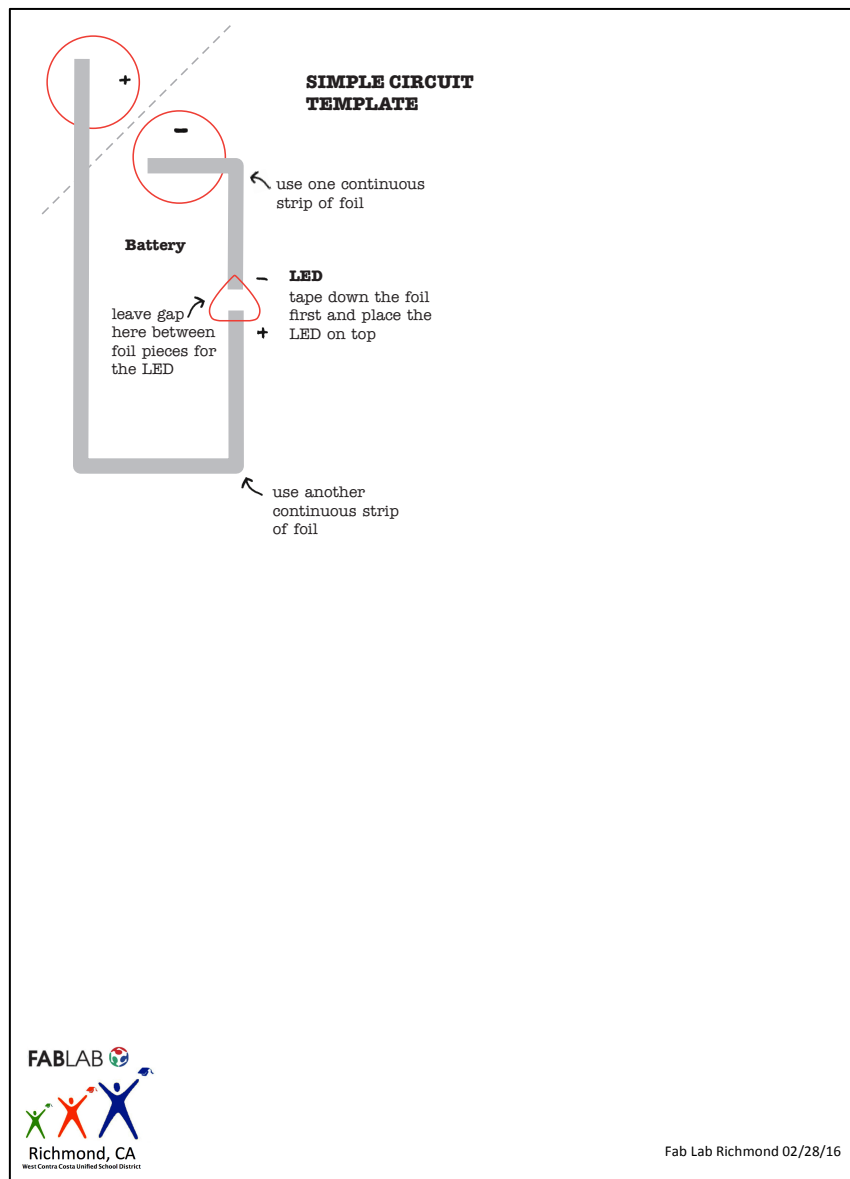 SIMPLE CIRCUIT
TEMPLATE
+
-
use one continuous
strip of foil
Battery
- LED
tape down the foil
first and place the
+ LED on top
leave gap
here between
foil pieces for
the LED
use another
continuous strip
of foil
FABLAB
Richmond, CA
West Contra Costa Unified School District
Fab Lab Richmond 02/28/16